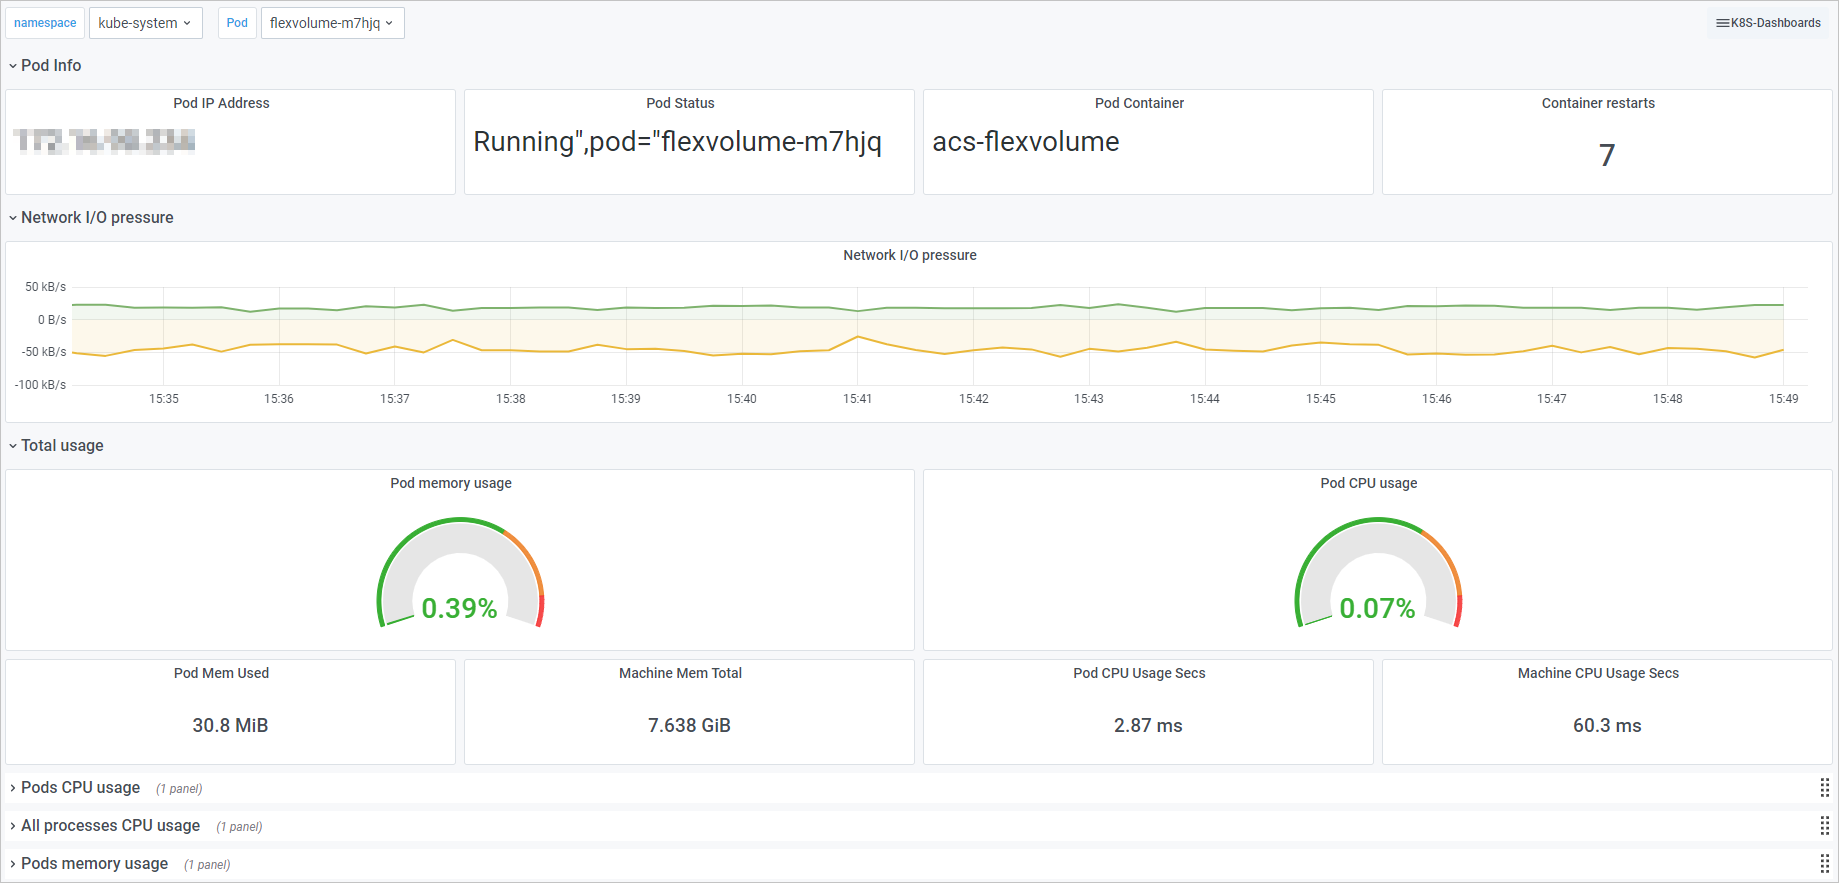 namespace kube-system Pod flexvolume-m7hjq K8S-Dashboards
Pod Info
Pod IP Address Pod Status Pod Container Container restarts
Running",pod="flexvolume-m7hjq acs-flexvolume 7
Network I/O pressure
Network I/O pressure
50 kB/s
0 B/s
-50 kB/s
-100 kB/s
15:35 15:36 15:37 15:38 15:39 15:40 15:41 15:42 15:43 15:44 15:45 15:46 15:47 15:48 15:49
Total usage
Pod memory usage Pod CPU usage
0.39% 0.07%
Pod Mem Used Machine Mem Total Pod CPU Usage Secs Machine CPU Usage Secs
30.8 MiB 7.638 GiB 2.87 ms 60.3 ms
Pods CPU usage (1 panel)
All processes CPU usage (1 panel)
Pods memory usage (1 panel)